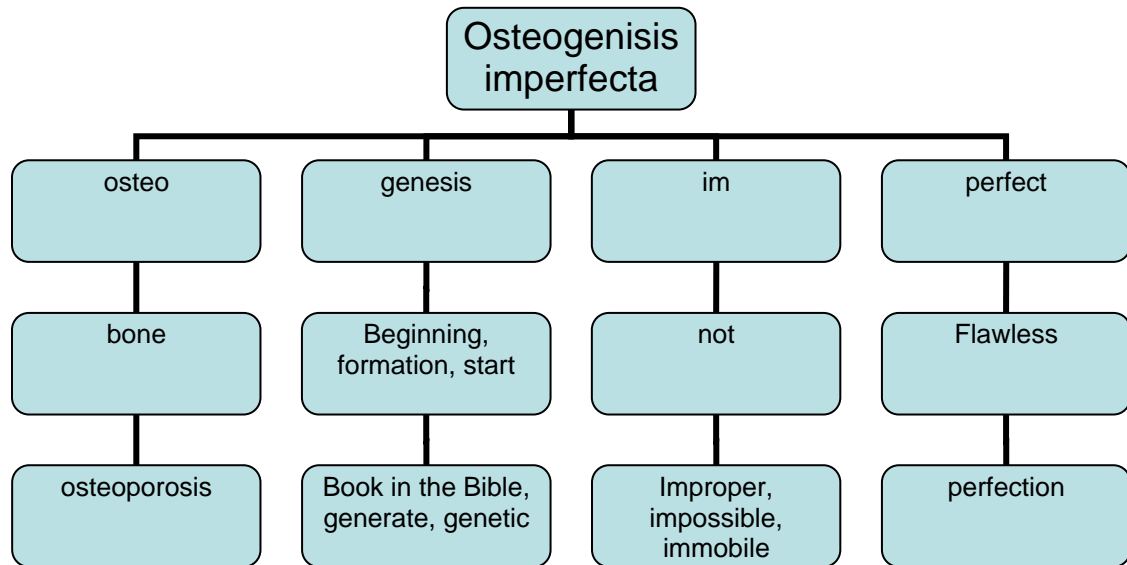 Osteogenisis
imperfecta
osteo
genesis
im
perfect
bone
Beginning,
formation, start
not
Flawless
osteoporosis
Book in the Bible,
generate, genetic
Improper,
impossible,
immobile
perfection